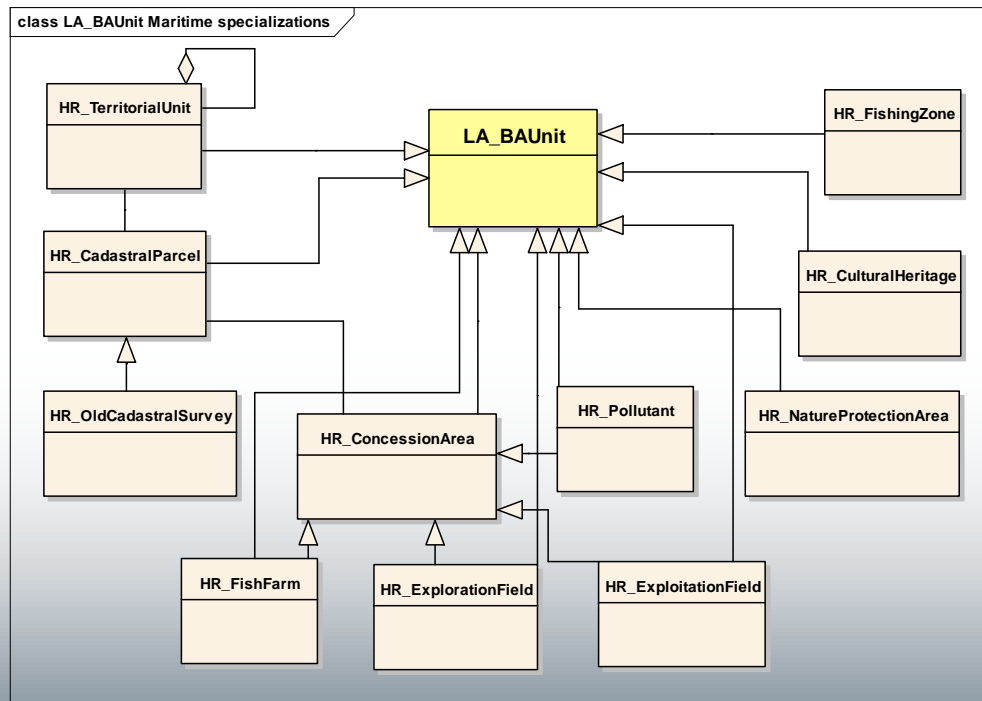 class LA_BAUnit Maritime specializations
HR_TerritorialUnit
LA_BAUnit
HR_FishingZone
HR_CadastralParcel
HR_CulturalHeritage
HR_OldCadastralSurvey
HR_ConcessionArea
HR_Pollutant
HR_NatureProtectionArea
HR_FishFarm
HR_ExplorationField
HR_ExploitationField